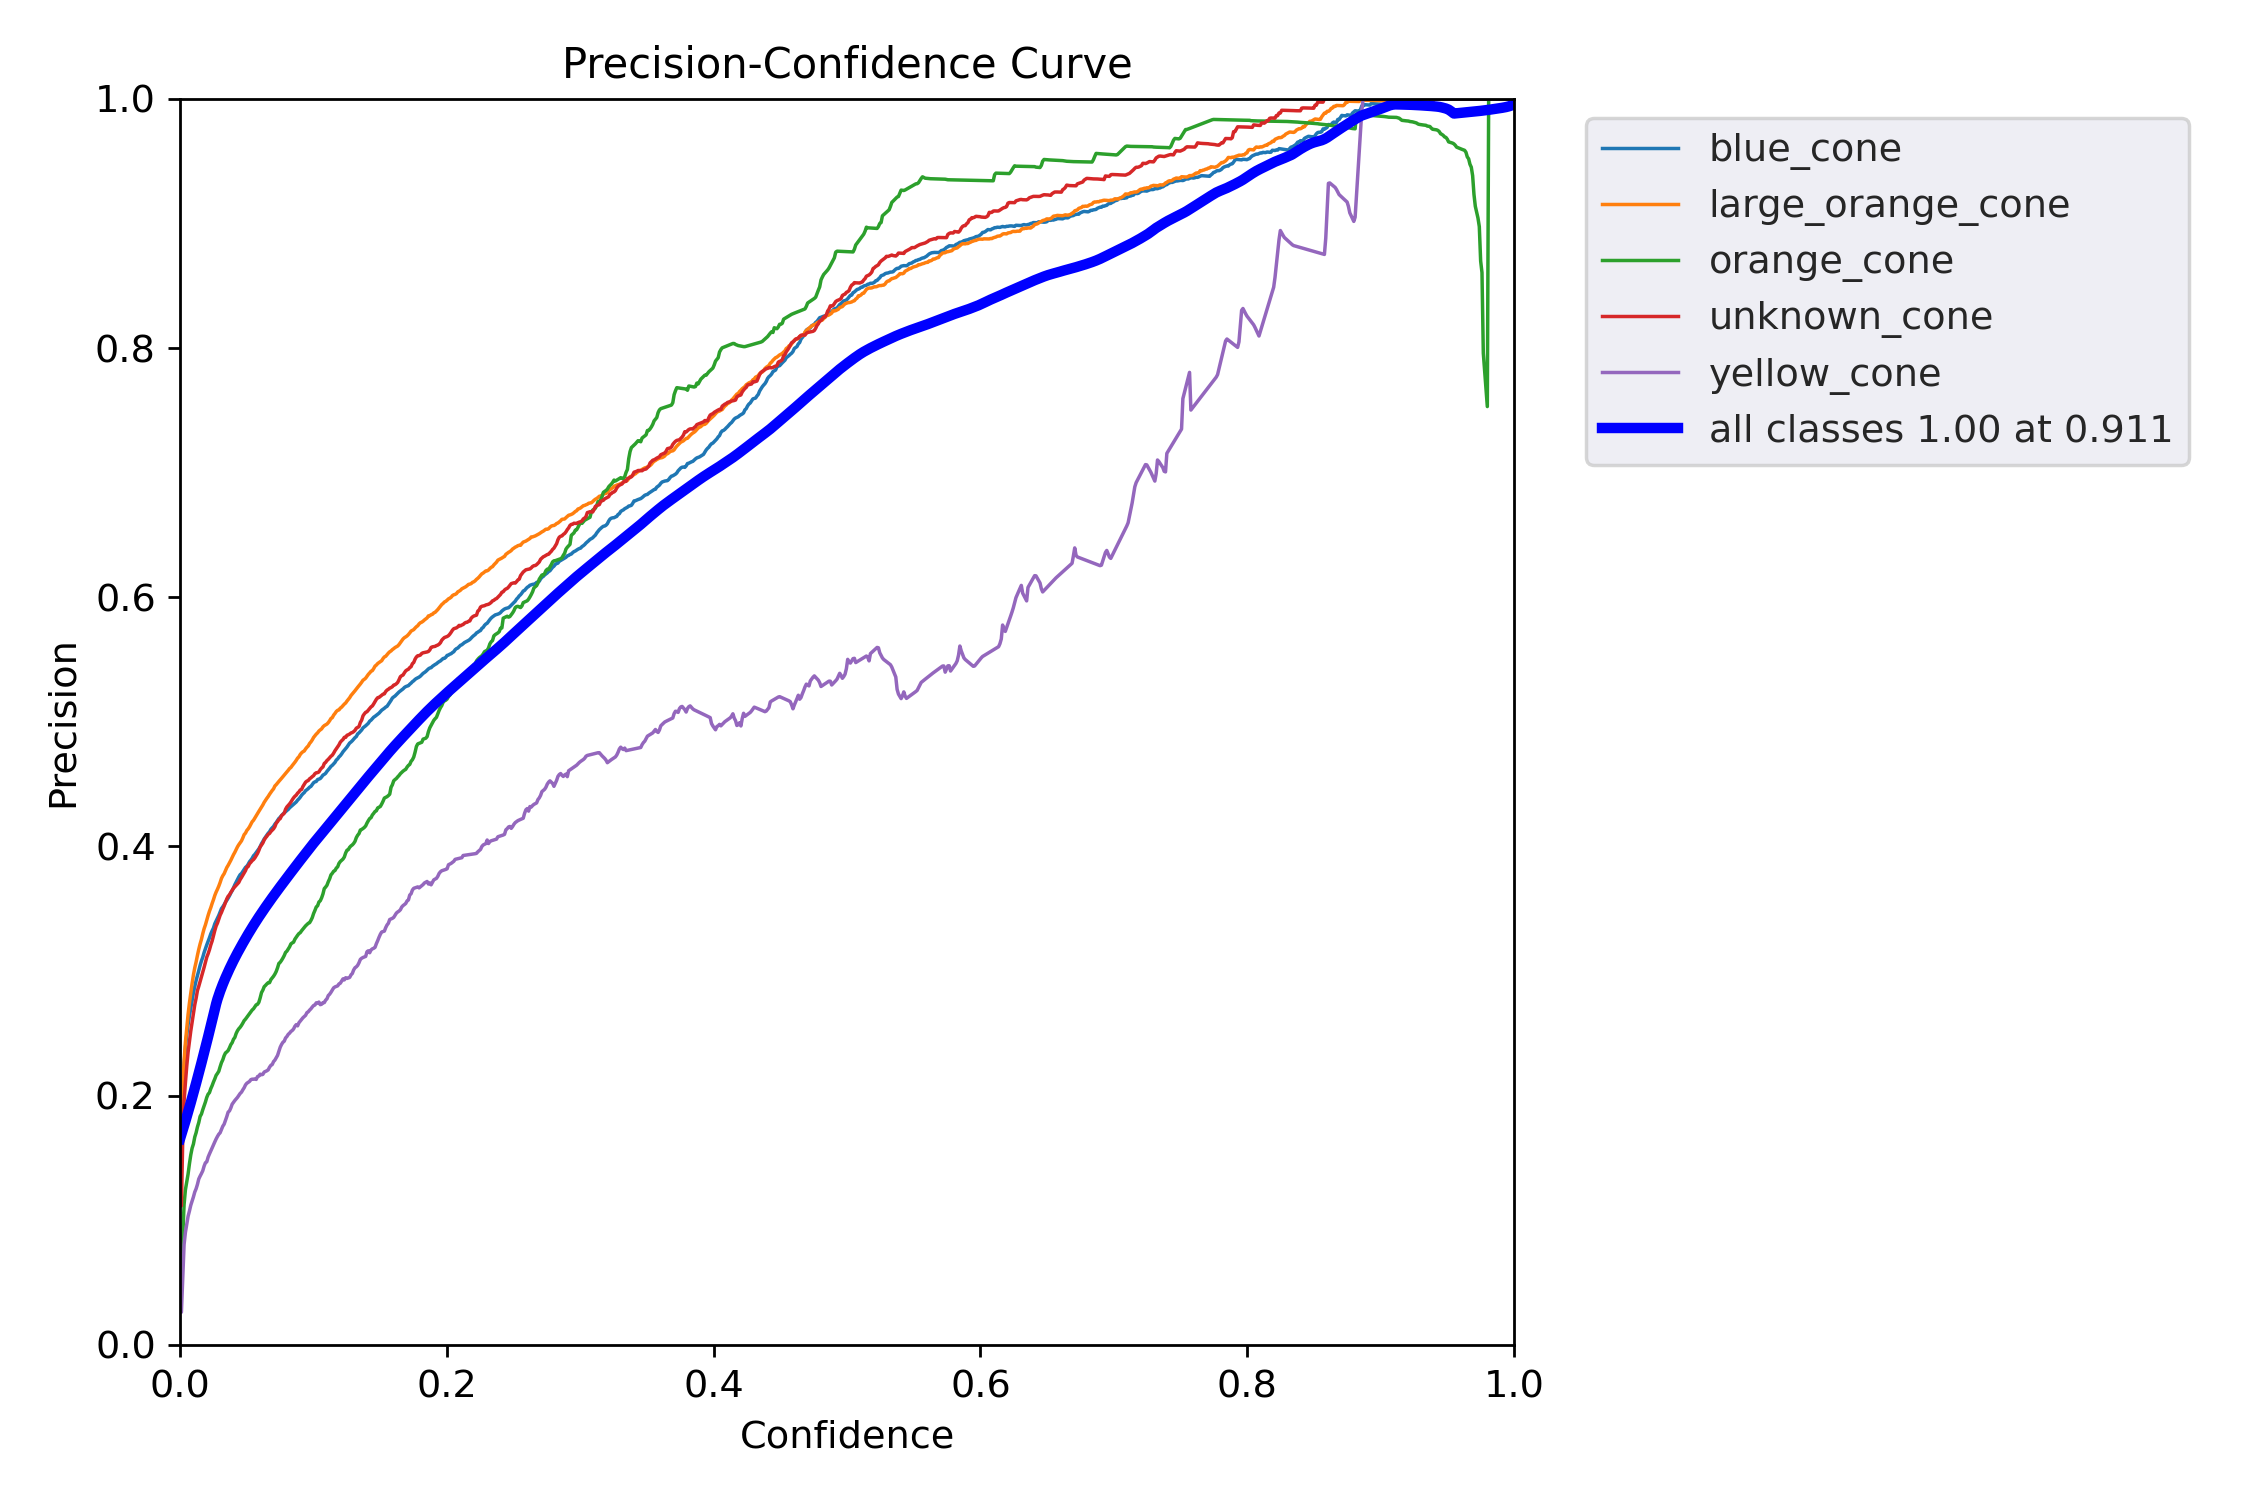 Precision-Confidence Curve
1.0
0.8
0.6
0.4
0.2
0.0
Precision
0.0 0.2 0.4 0.6 0.8 1.0
Confidence
blue_cone
large_orange_cone
orange_cone
unknown_cone
yellow_cone
all classes 1.00 at 0.911